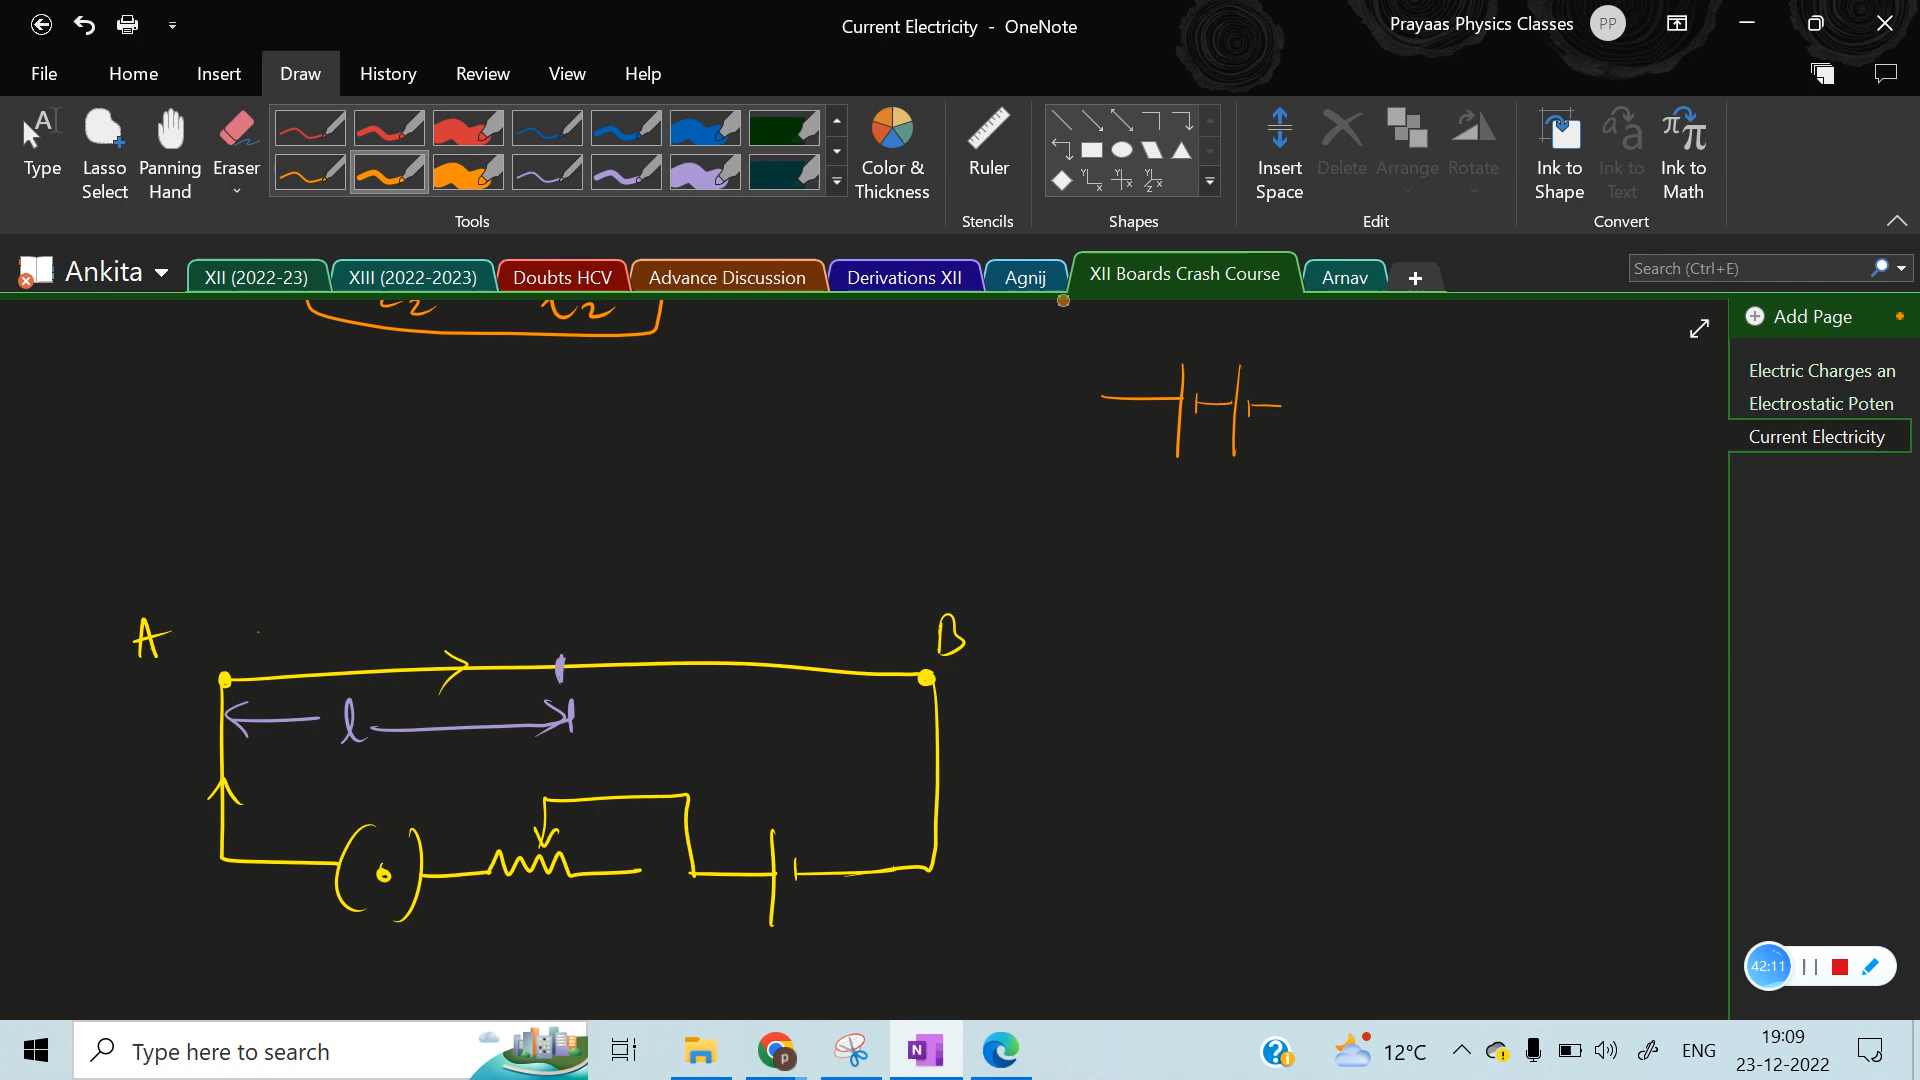 Current Electricity - OneNote
Prayaas Physics Classes PP
File Home Insert Draw History Review View Help
Type
Lasso Select
Panning Hand
Eraser
Color & Thickness
Ruler
Insert Space
Delete
Arrange
Rotate
Ink to Shape
Ink to Text
Ink to Math
Tools
Stencils
Shapes
Edit
Convert
Ankita
XII (2022-23)
XIII (2022-2023)
Doubts HCV
Advance Discussion
Derivations XII
Agnij
XII Boards Crash Course
Arnav
Search (Ctrl+E)
Add Page
Electric Charges an
Electrostatic Poten
Current Electricity
A
B
l
42:11
Type here to search
12°C
ENG
19:09
23-12-2022